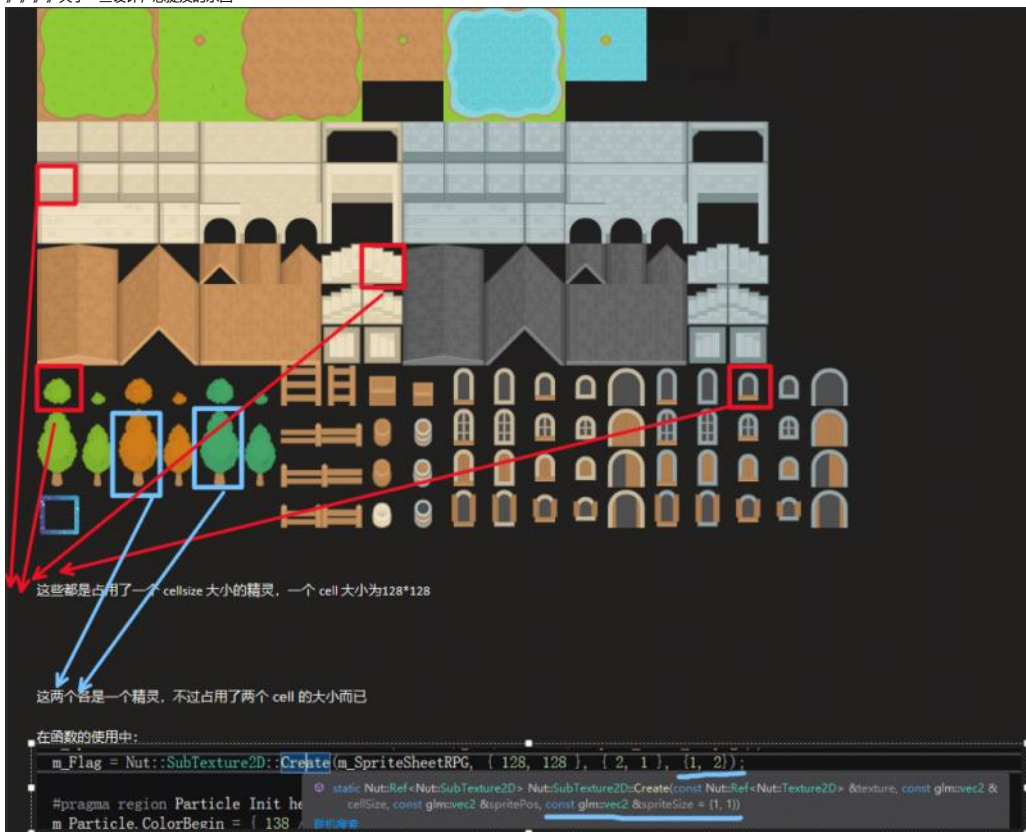 这些都是占用了一个 cellsize 大小的精灵，一个 cell 大小为128*128
这两个各是一个精灵，不过占用了两个 cell 的大小而已
在函数的使用中：
m_Flag = Nut::SubTexture2D::Create(m_SpriteSheetRPG, { 128, 128 }, { 2, 1 }, {1, 2});
static Nut::Ref<Nut::SubTexture2D> Nut::SubTexture2D::Create(const Nut::Ref<Nut::Texture2D> &texture, const glm::vec2 &
cellSize, const glm::vec2 &spritePos, const glm::vec2 &spriteSize = {1, 1})
#pragma region Particle Init he
m_Particle.ColorBegin = { 138 /
联机搜索